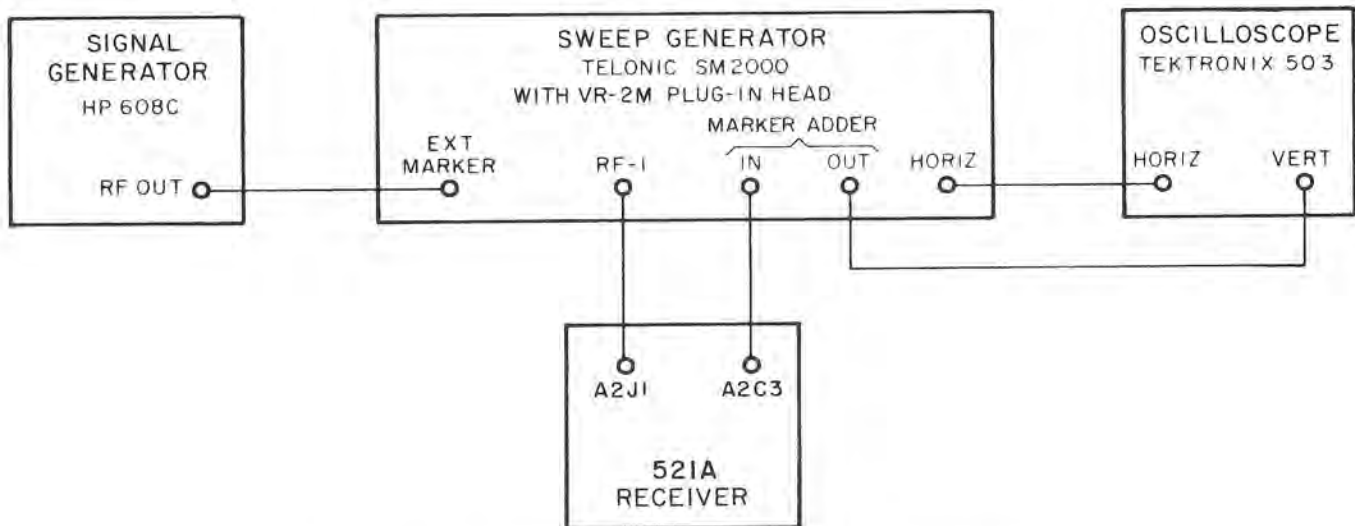 SIGNAL
GENERATOR
HP 608C
RF OUT
SWEEP GENERATOR
TELONIC SM2000
WITH VR-2M PLUG-IN HEAD
MARKER ADDER
EXT
MARKER
RF-1
IN
OUT
HORIZ
OSCILLOSCOPE
TEKTRONIX 503
HORIZ
VERT
A2J1
A2C3
521A
RECEIVER